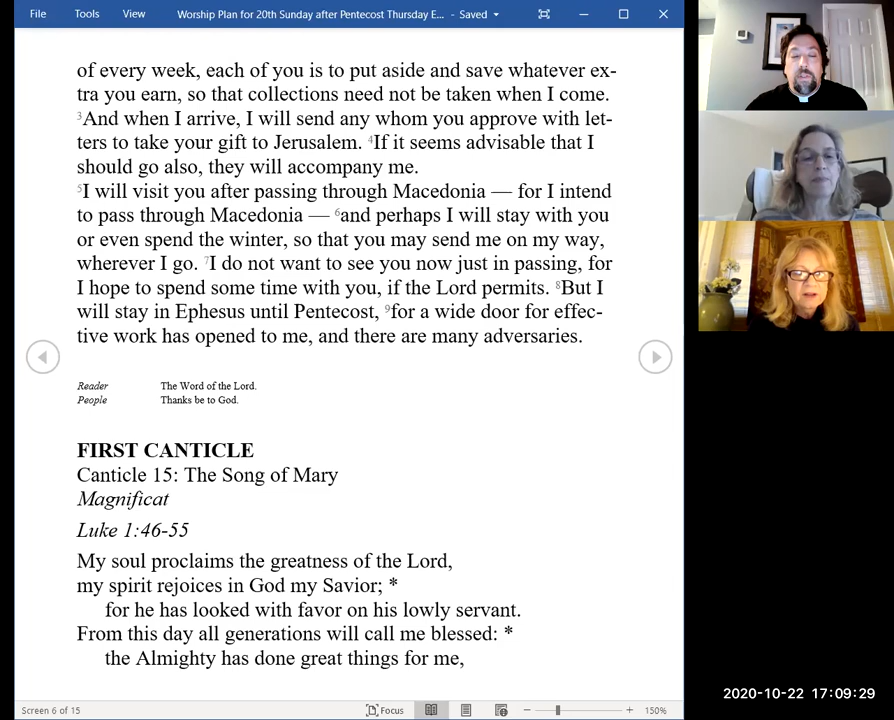 File Tools View Worship Plan for 20th Sunday after Pentecost Thursday E... - Saved
of every week, each of you is to put aside and save whatever ex-
tra you earn, so that collections need not be taken when I come.
3And when I arrive, I will send any whom you approve with let-
ters to take your gift to Jerusalem. 4If it seems advisable that I
should go also, they will accompany me.
5I will visit you after passing through Macedonia — for I intend
to pass through Macedonia — 6and perhaps I will stay with you
or even spend the winter, so that you may send me on my way,
wherever I go. 7I do not want to see you now just in passing, for
I hope to spend some time with you, if the Lord permits. 8But I
will stay in Ephesus until Pentecost, 9for a wide door for effec-
tive work has opened to me, and there are many adversaries.
Reader The Word of the Lord.
People Thanks be to God.
FIRST CANTICLE
Canticle 15: The Song of Mary
Magnificat
Luke 1:46-55
My soul proclaims the greatness of the Lord,
my spirit rejoices in God my Savior; *
for he has looked with favor on his lowly servant.
From this day all generations will call me blessed: *
the Almighty has done great things for me,
Screen 6 of 15 Focus 150%
2020-10-22 17:09:29